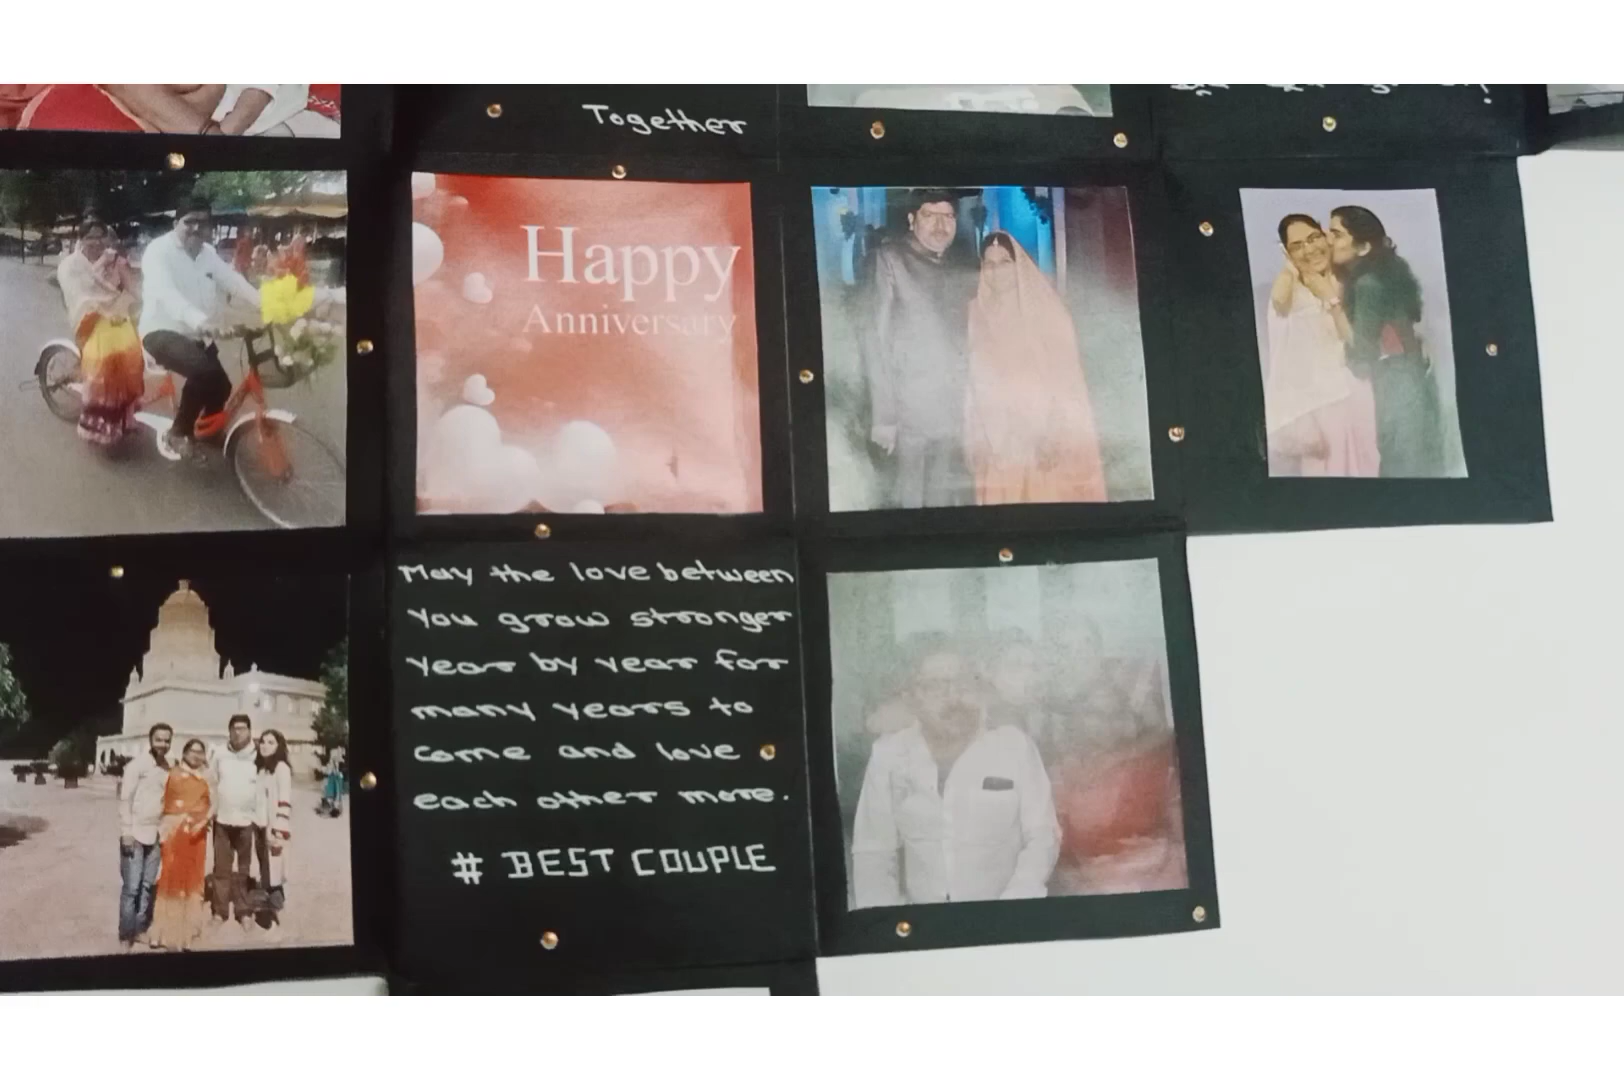 Together
Happy
Anniversary
May the love between
You grow stronger
Year by year for
many years to
come and love
each other more.
# BEST COUPLE